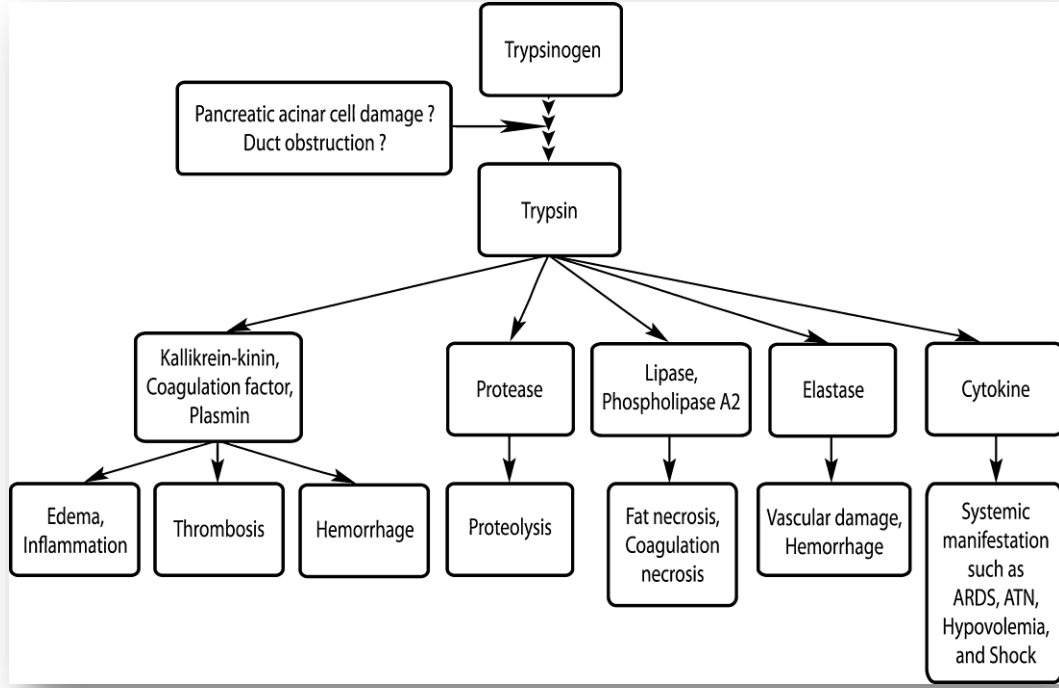 Trypsinogen
Pancreatic acinar cell damage ?
Duct obstruction ?
Trypsin
Kallikrein-kinin,
Coagulation factor,
Plasmin
Protease
Lipase,
Phospholipase A2
Elastase
Cytokine
Edema,
Inflammation
Thrombosis
Hemorrhage
Proteolysis
Fat necrosis,
Coagulation
necrosis
Vascular damage,
Hemorrhage
Systemic
manifestation
such as
ARDS, ATN,
Hypovolemia,
and Shock